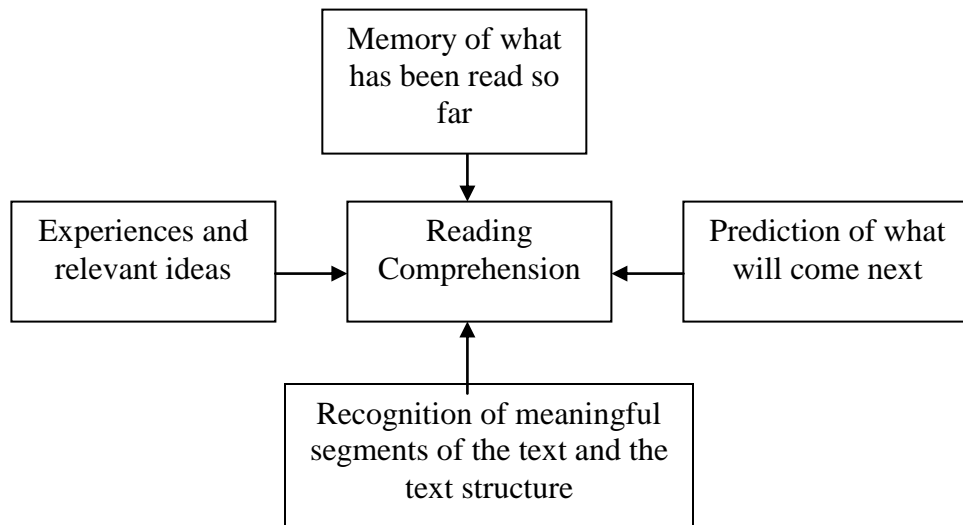 Memory of what
has been read so
far
Experiences and
relevant ideas
Reading
Comprehension
Prediction of what
will come next
Recognition of meaningful
segments of the text and the
text structure